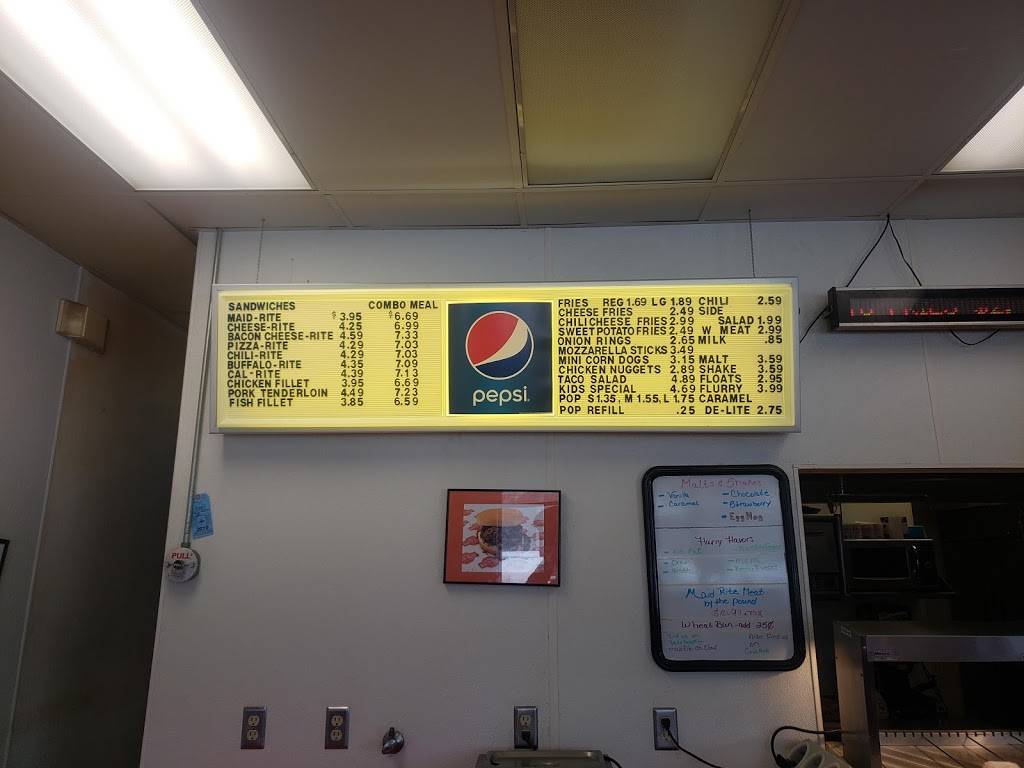 SANDWICHES COMBO MEAL
MAID-RITE $3.95 $6.69
CHEESE-RITE 4.25 6.99
BACON CHEESE-RITE 4.59 7.33
PIZZA-RITE 4.29 7.03
CHILI-RITE 4.29 7.03
BUFFALO-RITE 4.35 7.09
CAL-RITE 4.39 7.13
CHICKEN FILLET 3.95 6.69
PORK TENDERLOIN 4.49 7.23
FISH FILLET 3.85 6.59
pepsi
FRIES REG 1.69 LG 1.89 CHILI 2.59
CHEESE FRIES 2.49 SIDE
CHILI CHEESE FRIES 2.99 SALAD 1.99
SWEET POTATO FRIES 2.49 W MEAT 2.99
ONION RINGS 2.65 MILK .85
MOZZARELLA STICKS 3.49
MINI CORN DOGS 3.15 MALT 3.59
CHICKEN NUGGETS 2.89 SHAKE 3.59
TACO SALAD 4.89 FLOATS 2.95
KIDS SPECIAL 4.69 FLURRY 3.99
POP S 1.35, M 1.55, L 1.75 CARAMEL
POP REFILL .25 DE-LITE 2.75
PULL
Malts & Shakes
- Vanilla - Chocolate
- Caramel - Strawberry
- EggNog
Flurry Flavors
Maid Rite Meat
by the pound
Wheat Bun-add 25¢